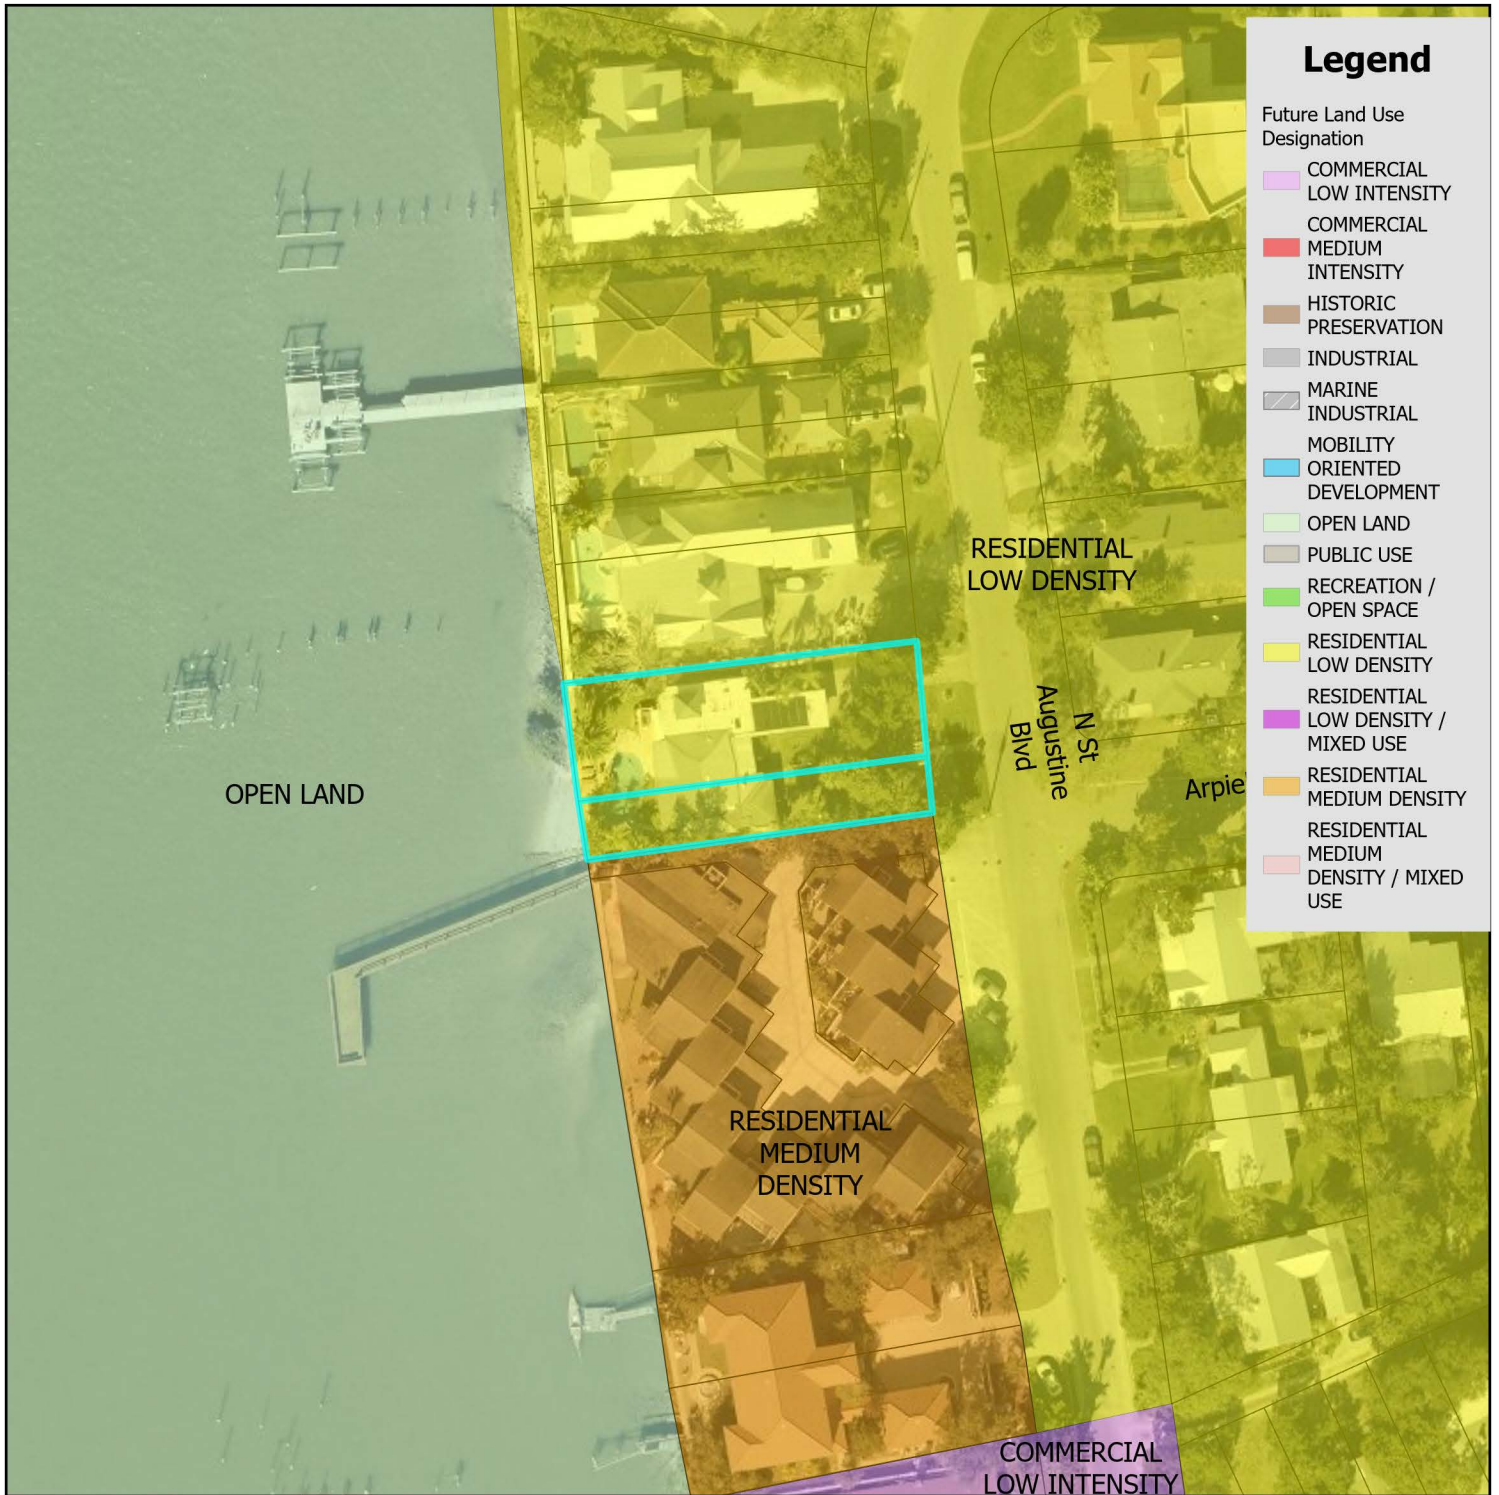 Legend
Future Land Use
Designation
COMMERCIAL
LOW INTENSITY
COMMERCIAL
MEDIUM
INTENSITY
HISTORIC
PRESERVATION
INDUSTRIAL
MARINE
INDUSTRIAL
MOBILITY
ORIENTED
DEVELOPMENT
OPEN LAND
PUBLIC USE
RECREATION /
OPEN SPACE
RESIDENTIAL
LOW DENSITY
RESIDENTIAL
LOW DENSITY /
MIXED USE
RESIDENTIAL
MEDIUM DENSITY
RESIDENTIAL
MEDIUM
DENSITY / MIXED
USE
RESIDENTIAL
LOW DENSITY
N St
Augustine
Blvd
Arpie
OPEN LAND
RESIDENTIAL
MEDIUM
DENSITY
COMMERCIAL
LOW INTENSITY